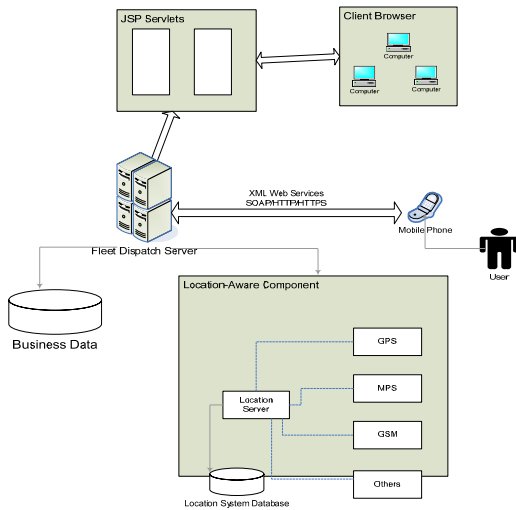 JSP Servlets
Client Browser
Computer
Computer
Computer
XML Web Services
SOAP/HTTP/HTTPS
Mobile Phone
Fleet Dispatch Server
User
Location-Aware Component
Business Data
GPS
MPS
Location
Server
GSM
Others
Location System Database